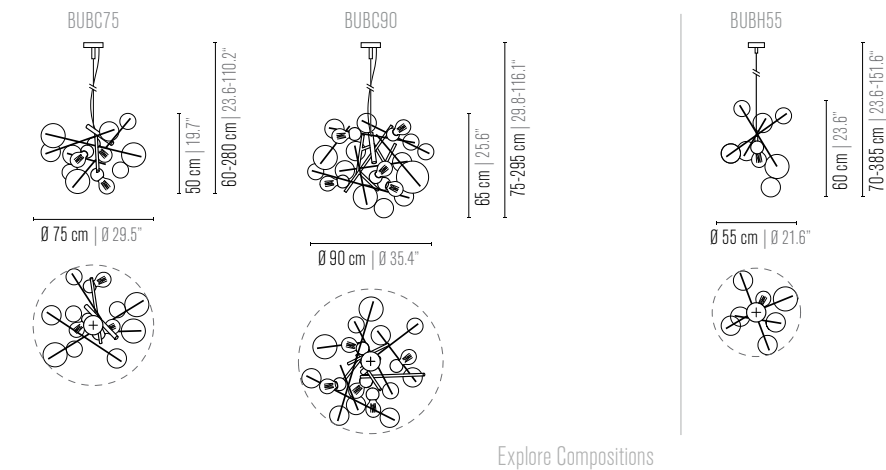 BUBC75
50 cm | 19.7"
60-280 cm | 23.6-110.2"
Ø 75 cm | Ø 29.5"
BUBC90
65 cm | 25.6"
75-295 cm | 29.8-116.1"
Ø 90 cm | Ø 35.4"
BUBH55
60 cm | 23.6"
70-385 cm | 23.6-151.6"
Ø 55 cm | Ø 21.6"
Explore Compositions